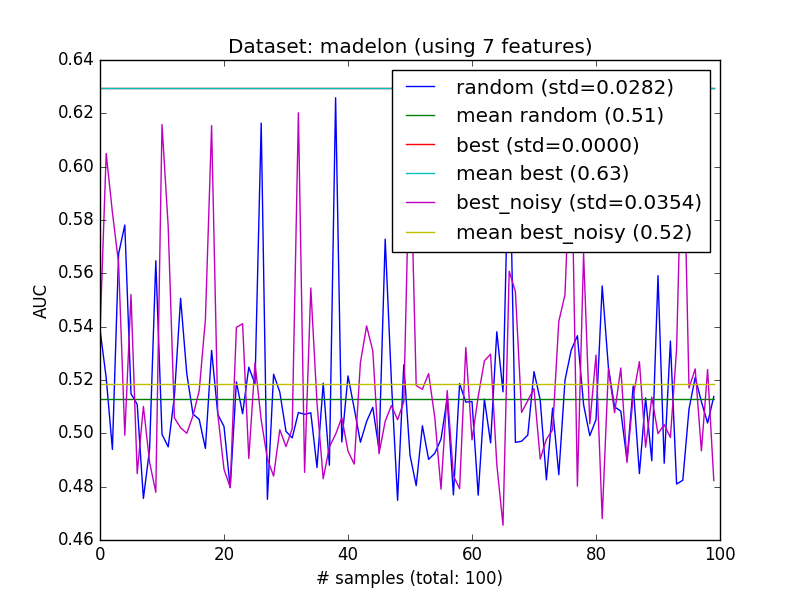 Dataset: madelon (using 7 features)
0.64
0.62
0.60
0.58
0.56
0.54
0.52
0.50
0.48
0.46
AUC
random (std=0.0282)
mean random (0.51)
best (std=0.0000)
mean best (0.63)
best_noisy (std=0.0354)
mean best_noisy (0.52)
0 20 40 60 80 100
# samples (total: 100)